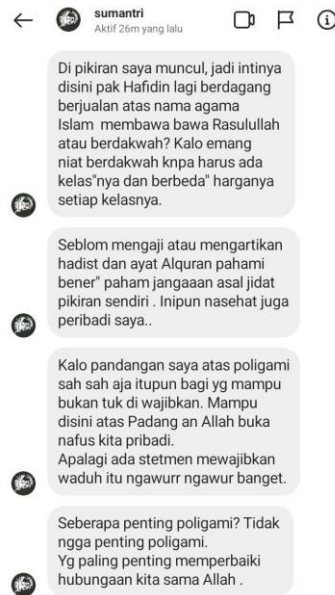 sumantri
Aktif 26m yang lalu
Di pikiran saya muncul, jadi intinya
disini pak Hafidin lagi berdagang
berjualan atas nama agama
Islam membawa bawa Rasulullah
atau berdakwah? Kalo emang
niat berdakwah knpa harus ada
kelas"nya dan berbeda" harganya
setiap kelasnya.
Seblom mengaji atau mengartikan
hadist dan ayat Alquran pahami
bener" paham jangaaan asal jidat
pikiran sendiri . Inipun nasehat juga
peribadi saya..
Kalo pandangan saya atas poligami
sah sah aja itupun bagi yg mampu
bukan tuk di wajibkan. Mampu
disini atas Padang an Allah buka
nafus kita pribadi.
Apalagi ada stetmen mewajibkan
waduh itu ngawurr ngawur banget.
Seberapa penting poligami? Tidak
ngga penting poligami.
Yg paling penting memperbaiki
hubungaan kita sama Allah .